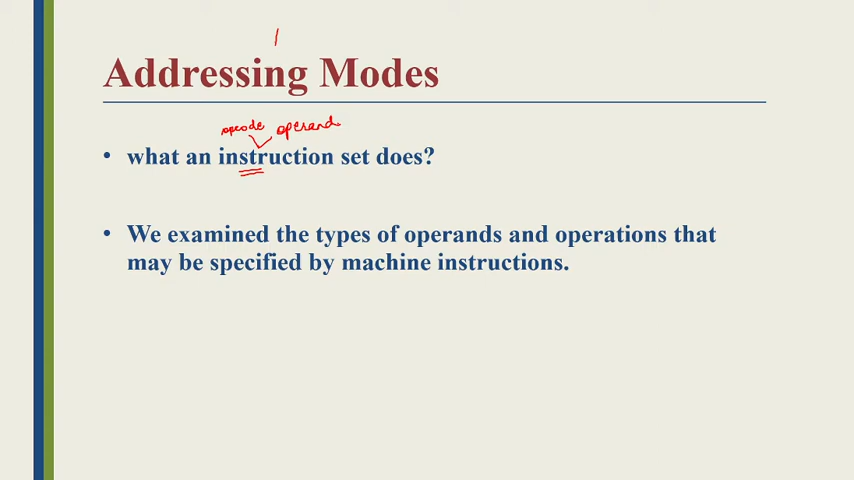 Addressing Modes
opcode operand
• what an instruction set does?
• We examined the types of operands and operations that
may be specified by machine instructions.